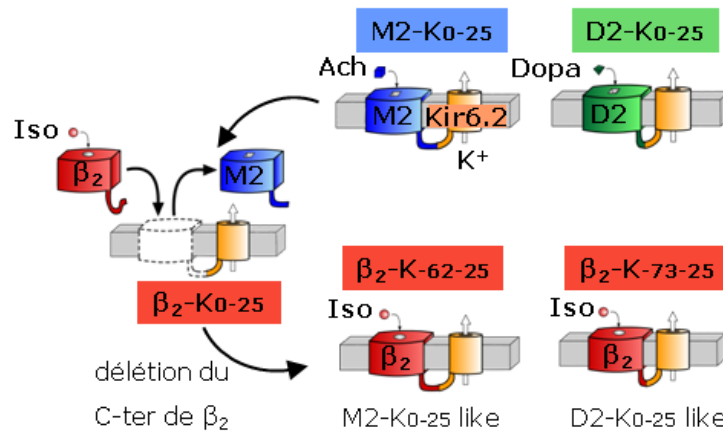 M2-K0-25 D2-K0-25
Ach Dopa
M2 Kir6.2 D2
K+
Iso
β2 M2
β2-K0-25
β2-K-62-25 β2-K-73-25
Iso Iso
β2 β2
délétion du
C-ter de β2
M2-K0-25 like D2-K0-25 like